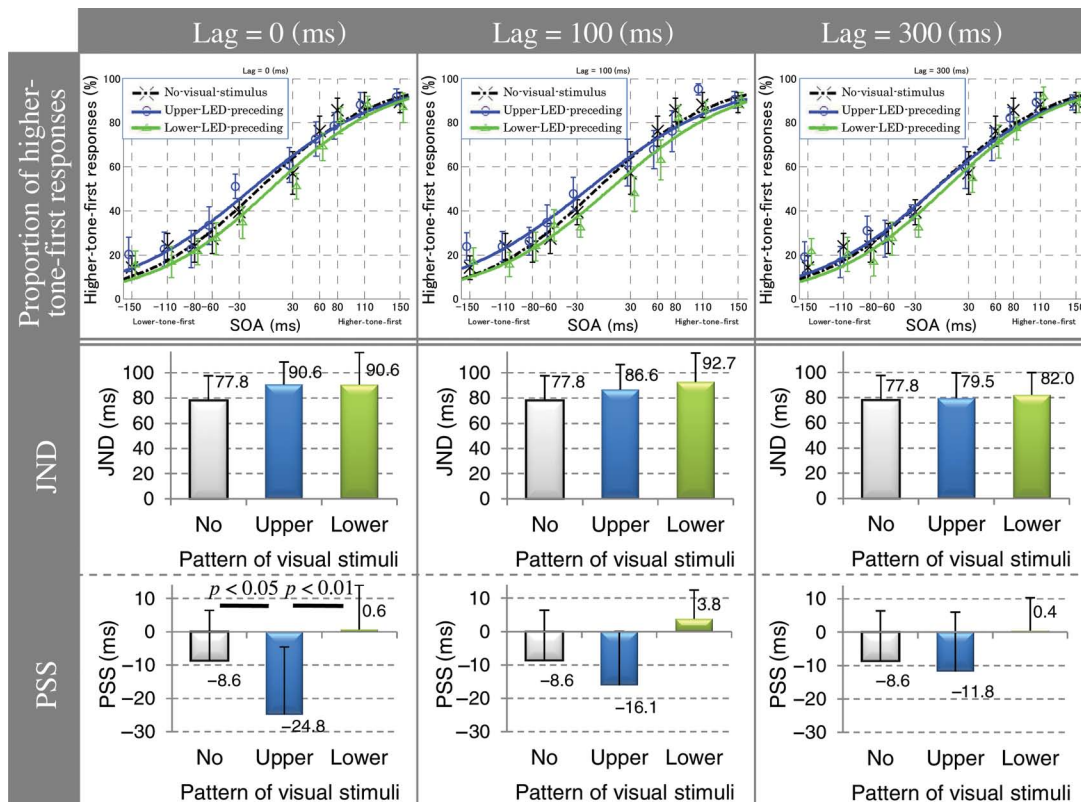 Lag = 0 (ms)
Lag = 100 (ms)
Lag = 300 (ms)
Proportion of higher-
tone-first responses
Higher-tone-first responses (%)
Lag = 0 (ms)
No-visual-stimulus
Upper-LED-preceding
Lower-LED-preceding
100
80
60
40
20
0
−150 −110 −80 −60 −30 30 60 80 110 150
Lower-tone-first SOA (ms) Higher-tone-first
Higher-tone-first responses (%)
Lag = 100 (ms)
No-visual-stimulus
Upper-LED-preceding
Lower-LED-preceding
100
80
60
40
20
0
−150 −110 −80 −60 −30 30 60 80 110 150
Lower-tone-first SOA (ms) Higher-tone-first
Higher-tone-first responses (%)
Lag = 300 (ms)
No-visual-stimulus
Upper-LED-preceding
Lower-LED-preceding
100
80
60
40
20
0
−150 −110 −80 −60 −30 30 60 80 110 150
Lower-tone-first SOA (ms) Higher-tone-first
JND
JND (ms)
100
80
60
40
20
0
77.8 90.6 90.6
No Upper Lower
Pattern of visual stimuli
JND (ms)
100
80
60
40
20
0
77.8 86.6 92.7
No Upper Lower
Pattern of visual stimuli
JND (ms)
100
80
60
40
20
0
77.8 79.5 82.0
No Upper Lower
Pattern of visual stimuli
PSS
PSS (ms)
10
0
−10
−20
−30
p < 0.05 p < 0.01
−8.6 −24.8 0.6
No Upper Lower
Pattern of visual stimuli
PSS (ms)
10
0
−10
−20
−30
−8.6 −16.1 3.8
No Upper Lower
Pattern of visual stimuli
PSS (ms)
10
0
−10
−20
−30
−8.6 −11.8 0.4
No Upper Lower
Pattern of visual stimuli